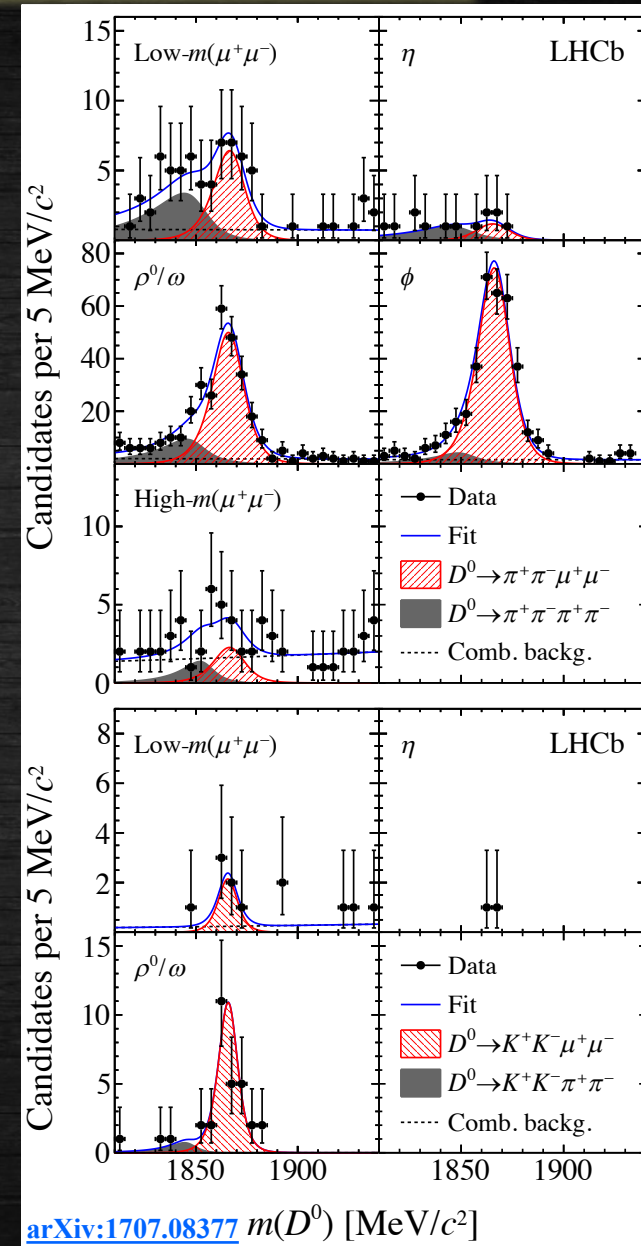 Low-m(μ⁺μ⁻)
η
LHCb
15
10
5
0
ρ⁰/ω
ϕ
80
60
40
20
High-m(μ⁺μ⁻)
10
5
0
Data
Fit
D⁰→π⁺π⁻μ⁺μ⁻
D⁰→π⁺π⁻π⁺π⁻
Comb. backg.
Candidates per 5 MeV/c²
Low-m(μ⁺μ⁻)
η
LHCb
8
6
4
2
ρ⁰/ω
15
10
5
0
Data
Fit
D⁰→K⁺K⁻μ⁺μ⁻
D⁰→K⁺K⁻π⁺π⁻
Comb. backg.
Candidates per 5 MeV/c²
1850 1900 1850 1900
arXiv:1707.08377 m(D⁰) [MeV/c²]